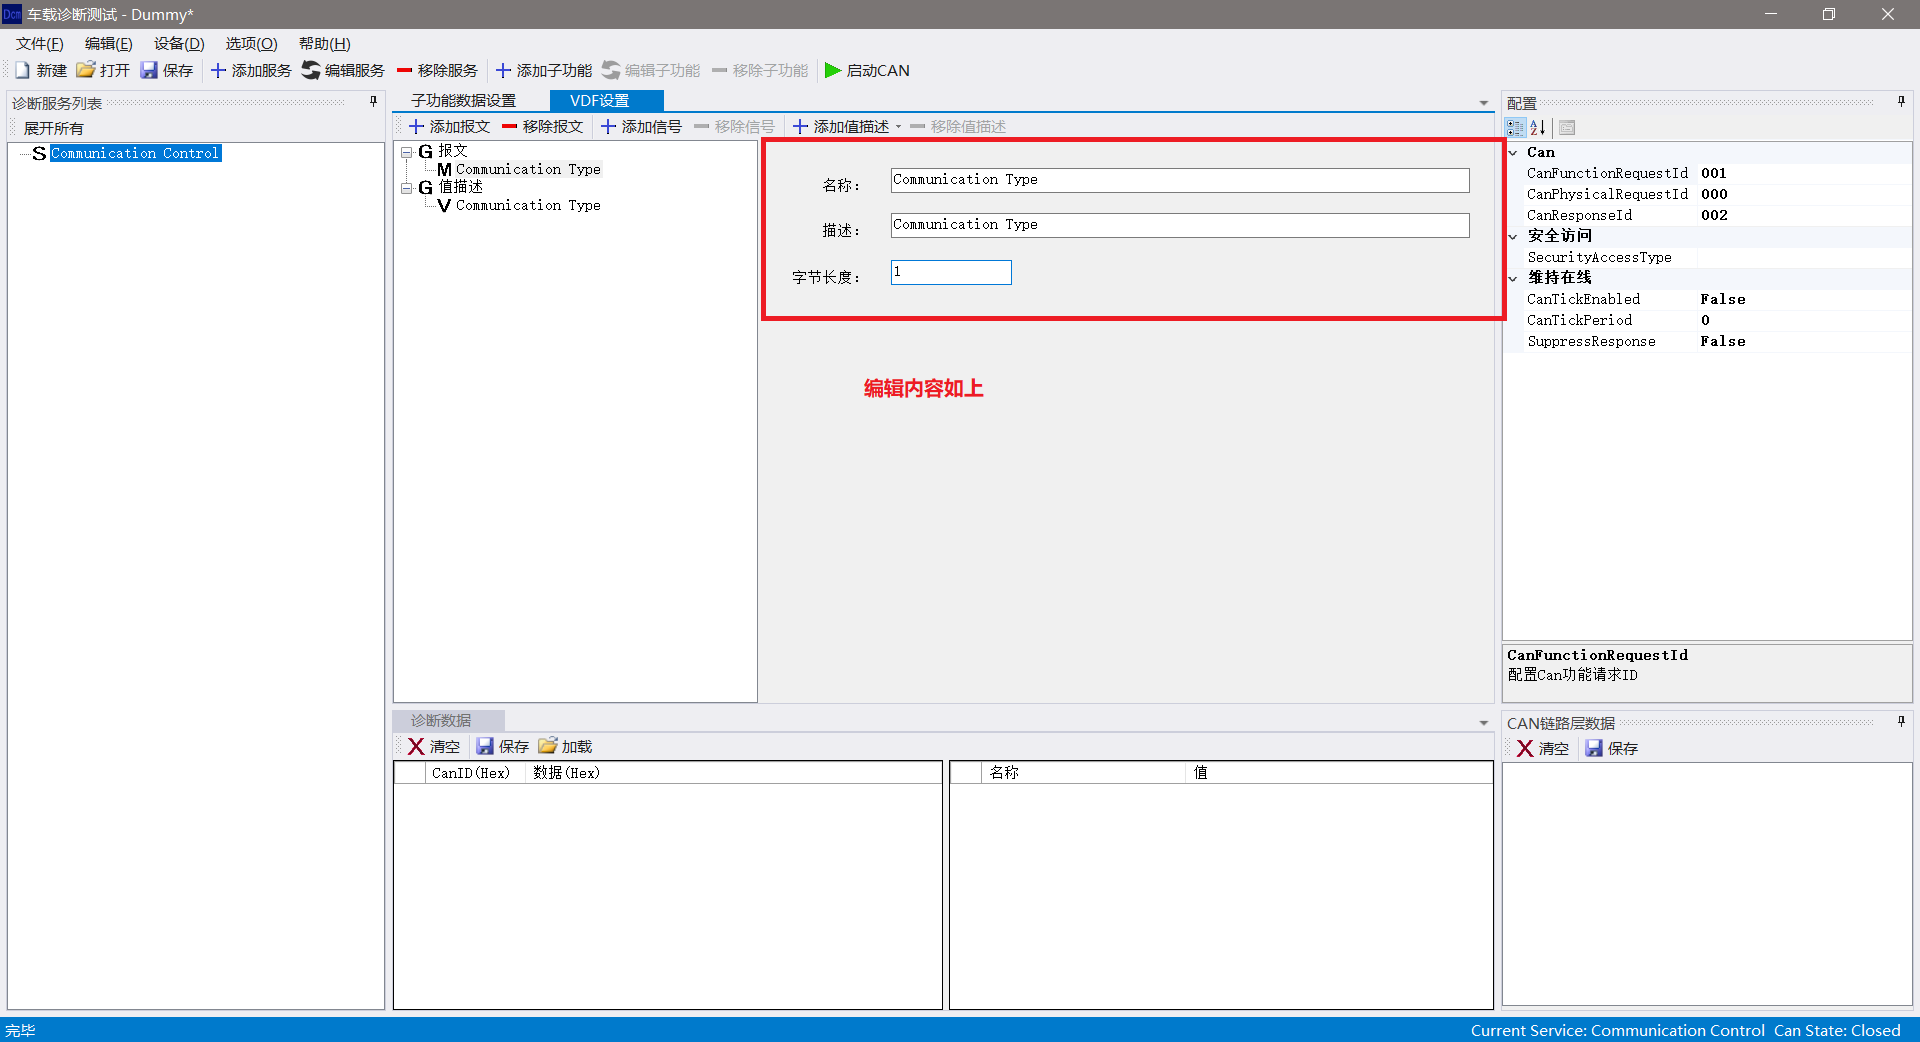 Dcm 车载诊断测试 - Dummy*
文件(F) 编辑(E) 设备(D) 选项(O) 帮助(H)
新建 打开 保存 添加服务 编辑服务 移除服务 添加子功能 编辑子功能 移除子功能 启动CAN
诊断服务列表
展开所有
S Communication Control
子功能数据设置 VDF设置
添加报文 移除报文 添加信号 移除信号 添加值描述 移除值描述
G 报文
M Communication Type
G 值描述
V Communication Type
名称： Communication Type
描述： Communication Type
字节长度： 1
编辑内容如上
配置
Can
CanFunctionRequestId 001
CanPhysicalRequestId 000
CanResponseId 002
安全访问
SecurityAccessType
维持在线
CanTickEnabled False
CanTickPeriod 0
SuppressResponse False
CanFunctionRequestId
配置Can功能请求ID
诊断数据
清空 保存 加载
CanID(Hex) 数据(Hex)
名称 值
CAN链路层数据
清空 保存
完毕
Current Service: Communication Control Can State: Closed